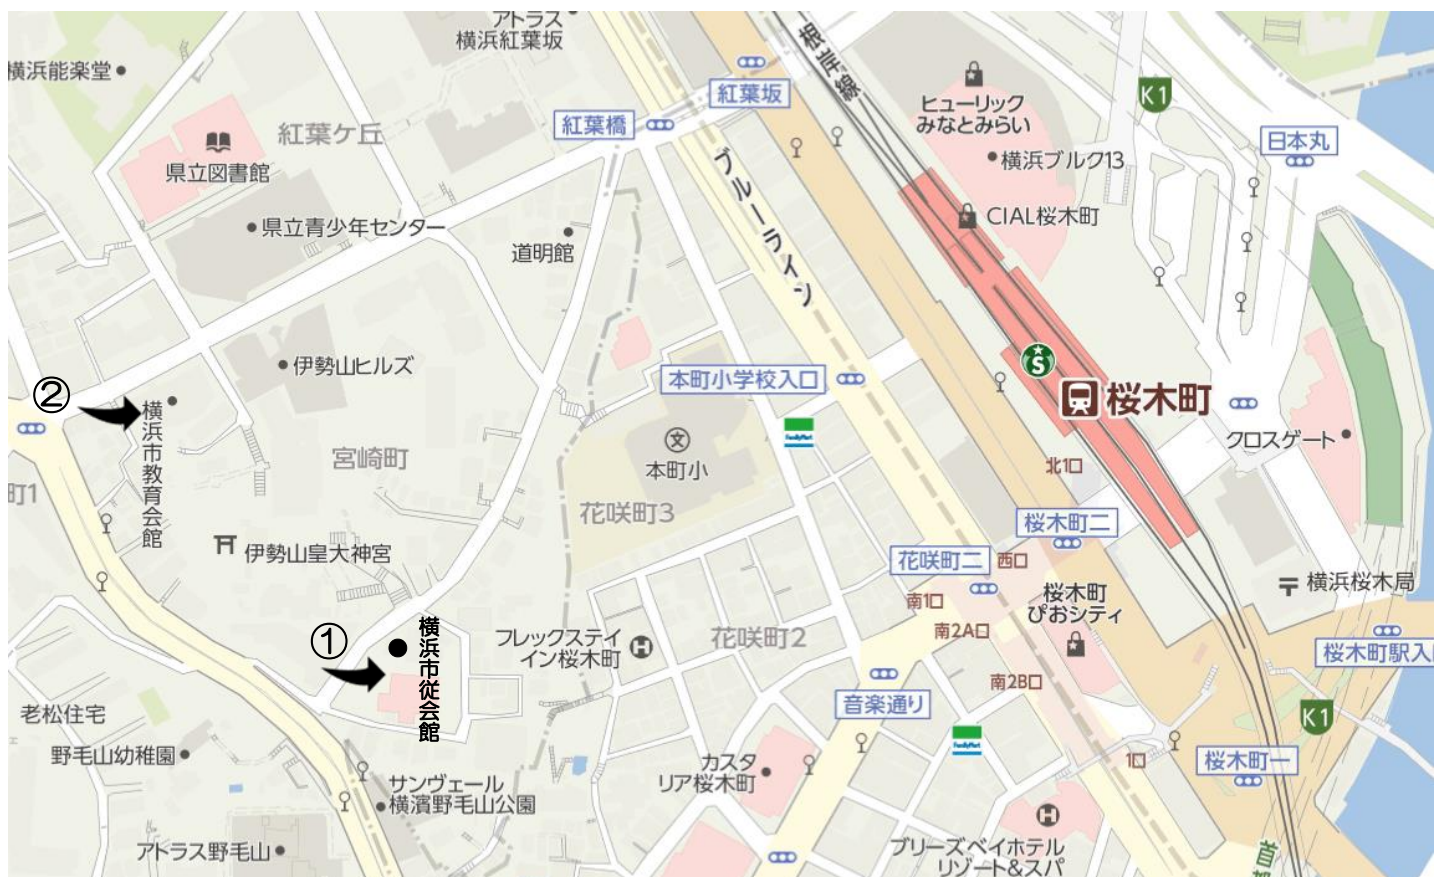 アトラス
横浜紅葉坂
横浜能楽堂
紅葉ケ丘
県立図書館
県立青少年センター
紅葉橋
紅葉坂
根岸線
ヒューリック
みなとみらい
横浜ブルク13
CIAL桜木町
K1
日本丸
道明館
ブルーライン
伊勢山ヒルズ
本町小学校入口
FamilyMart
桜木町
クロスゲート
②
横浜市教育会館
町1
宮崎町
文
本町小
花咲町3
北1口
桜木町二
花咲町二
西口
伊勢山皇大神宮
南1口
桜木町
ぴおシティ
横浜桜木局
①
横浜市従会館
フレックステイ
イン桜木町
H
花咲町2
南2A口
南2B口
音楽通り
桜木町駅入口
K1
老松住宅
野毛山幼稚園
FamilyMart
カスタ
リア桜木町
1口
桜木町一
サンヴェール
横濱野毛山公園
アトラス野毛山
H
ブリーズベイホテル
リゾート&スパ
首都